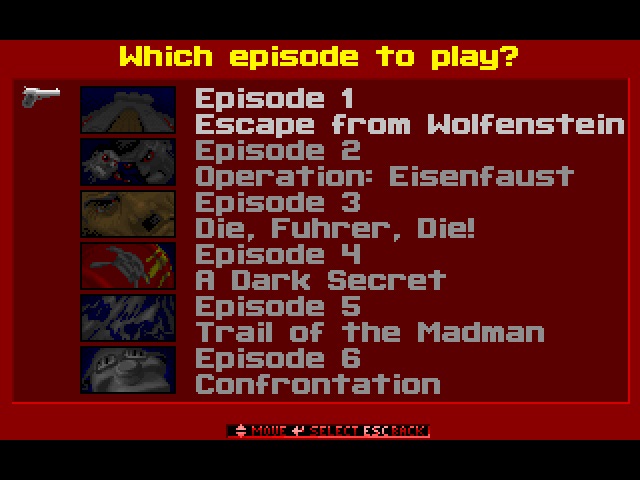 Which episode to play?
Episode 1
Escape from Wolfenstein
Episode 2
Operation: Eisenfaust
Episode 3
Die, Fuhrer, Die!
Episode 4
A Dark Secret
Episode 5
Trail of the Madman
Episode 6
Confrontation
MOVE SELECT ESC BACK